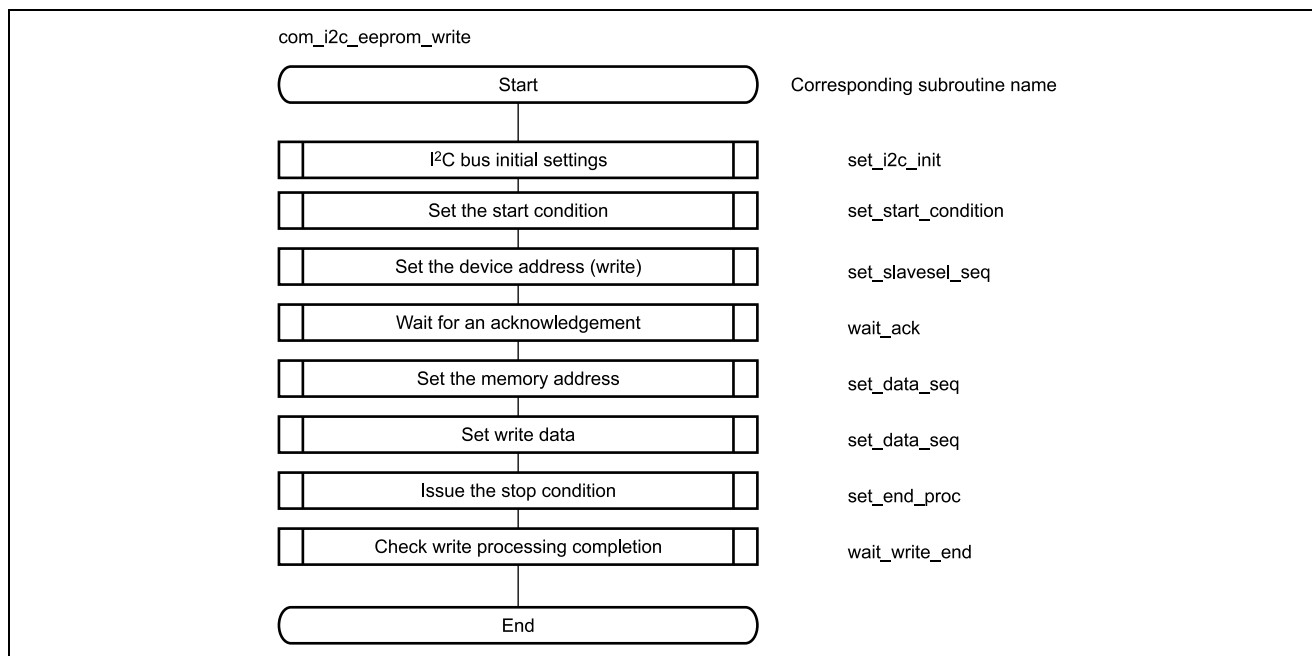 com_i2c_eeprom_write
Start
Corresponding subroutine name
I²C bus initial settings
set_i2c_init
Set the start condition
set_start_condition
Set the device address (write)
set_slavesel_seq
Wait for an acknowledgement
wait_ack
Set the memory address
set_data_seq
Set write data
set_data_seq
Issue the stop condition
set_end_proc
Check write processing completion
wait_write_end
End